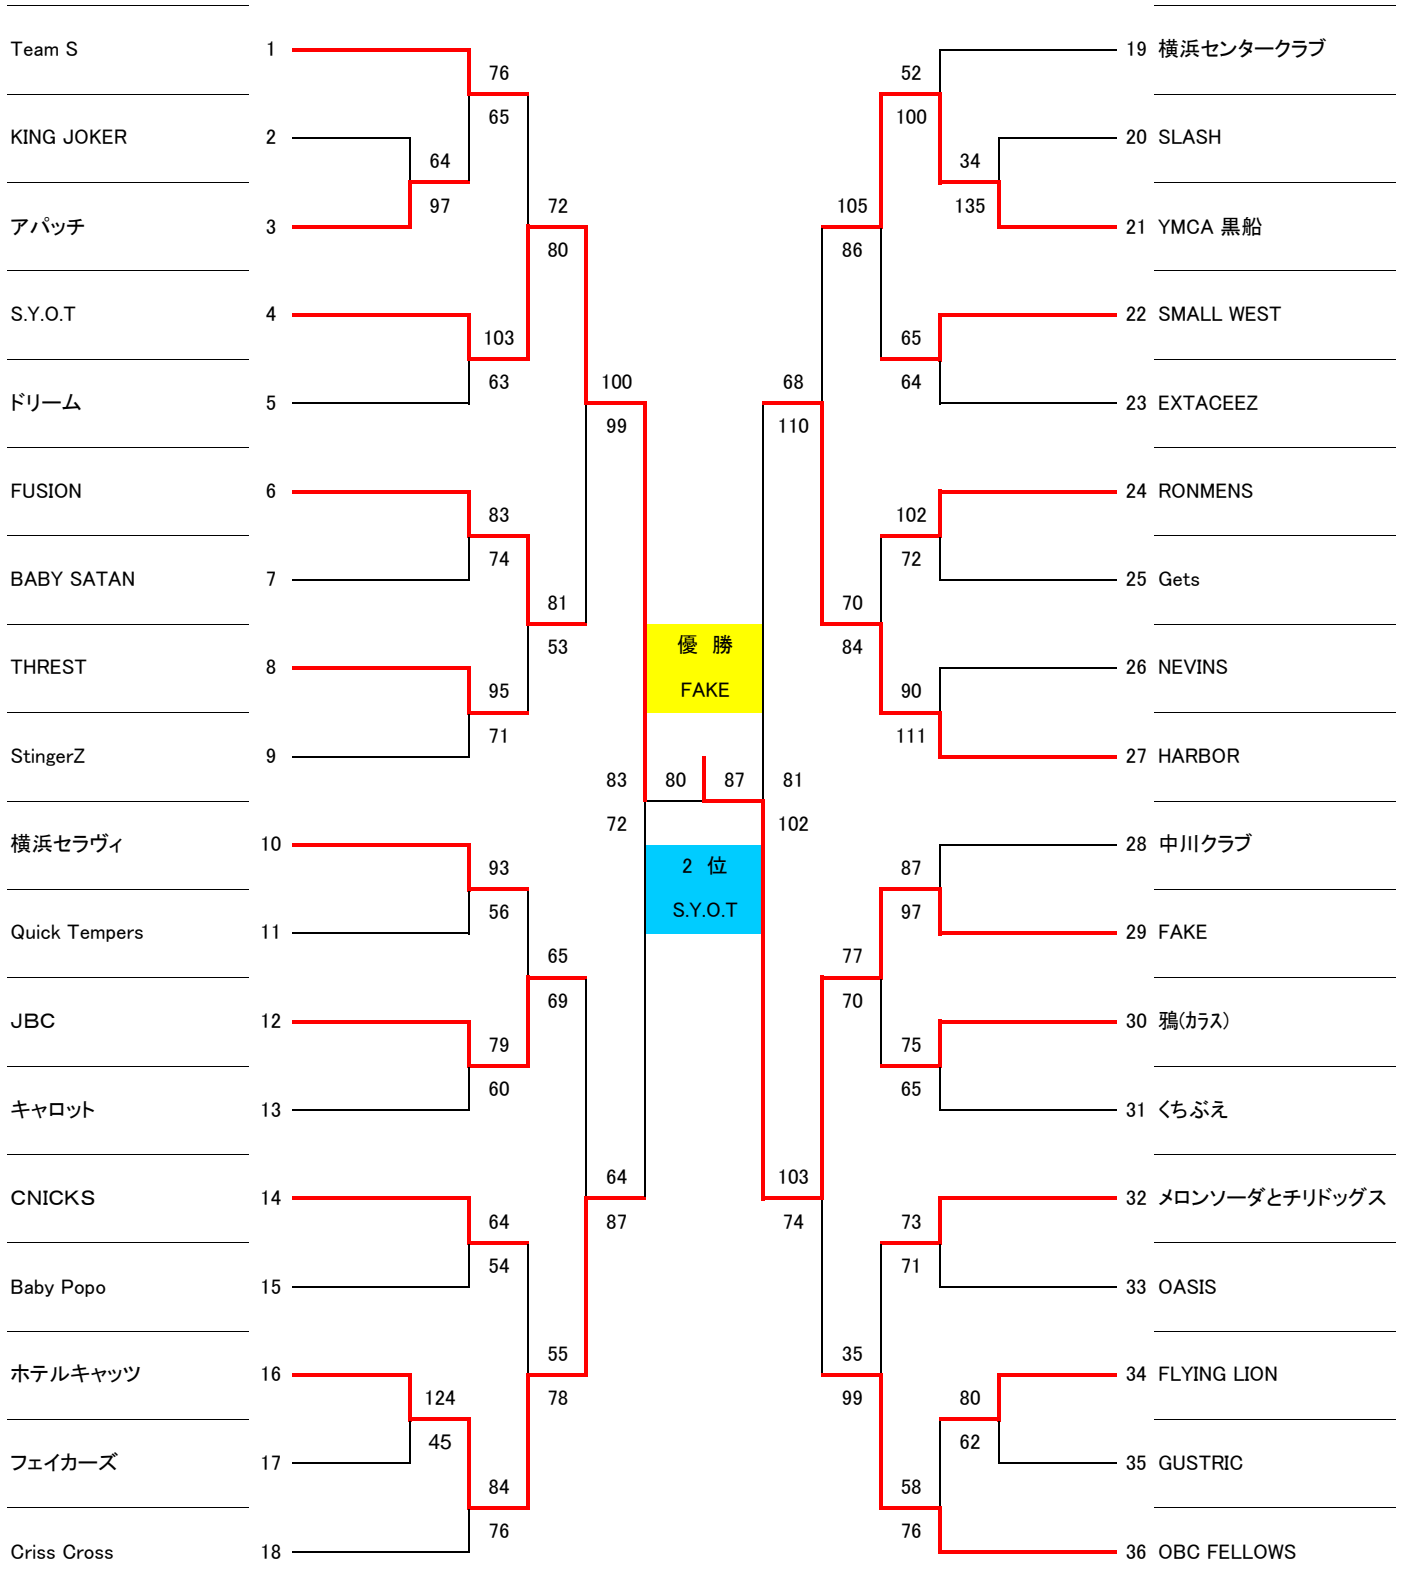 Team S 1
76
65
KING JOKER 2
64
97
アパッチ 3
72
80
S.Y.O.T 4
103
63
ドリーム 5
100
99
FUSION 6
83
74
BABY SATAN 7
81
53
THREST 8
95
71
StingerZ 9
83
72
横浜セラヴィ 10
93
56
Quick Tempers 11
65
69
JBC 12
79
60
キャロット 13
64
87
CNICKS 14
64
54
Baby Popo 15
55
78
ホテルキャッツ 16
124
45
フェイカーズ 17
84
76
Criss Cross 18
優 勝
FAKE
80 87
2 位
S.Y.O.T
19 横浜センタークラブ
52
100
20 SLASH
34
135
21 YMCA 黒船
105
86
22 SMALL WEST
65
64
23 EXTACEEZ
68
110
24 RONMENS
102
72
25 Gets
70
84
26 NEVINS
90
111
27 HARBOR
81
102
28 中川クラブ
87
97
29 FAKE
77
70
30 鴉(カラス)
75
65
31 くちぶえ
103
74
32 メロンソーダとチリドッグス
73
71
33 OASIS
35
99
34 FLYING LION
80
62
35 GUSTRIC
58
76
36 OBC FELLOWS